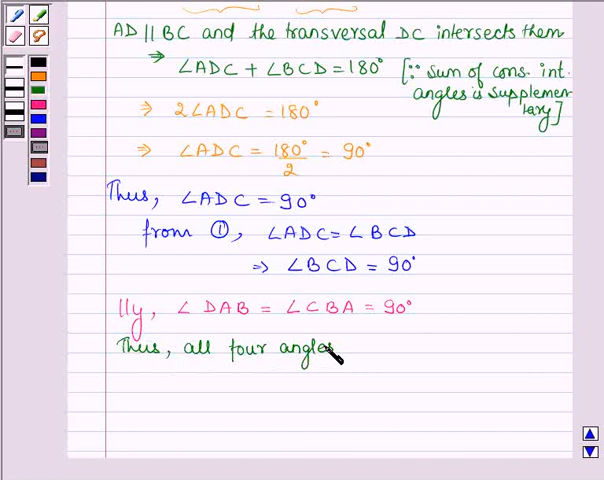 AD || BC and the transversal DC intersects them
⇒ ∠ADC + ∠BCD = 180° [∵ sum of cons. int. angles is supplementary]
⇒ 2∠ADC = 180°
⇒ ∠ADC = 180°/2 = 90°
Thus, ∠ADC = 90°
from ①, ∠ADC = ∠BCD
⇒ ∠BCD = 90°
||ly, ∠DAB = ∠CBA = 90°
Thus, all four angles